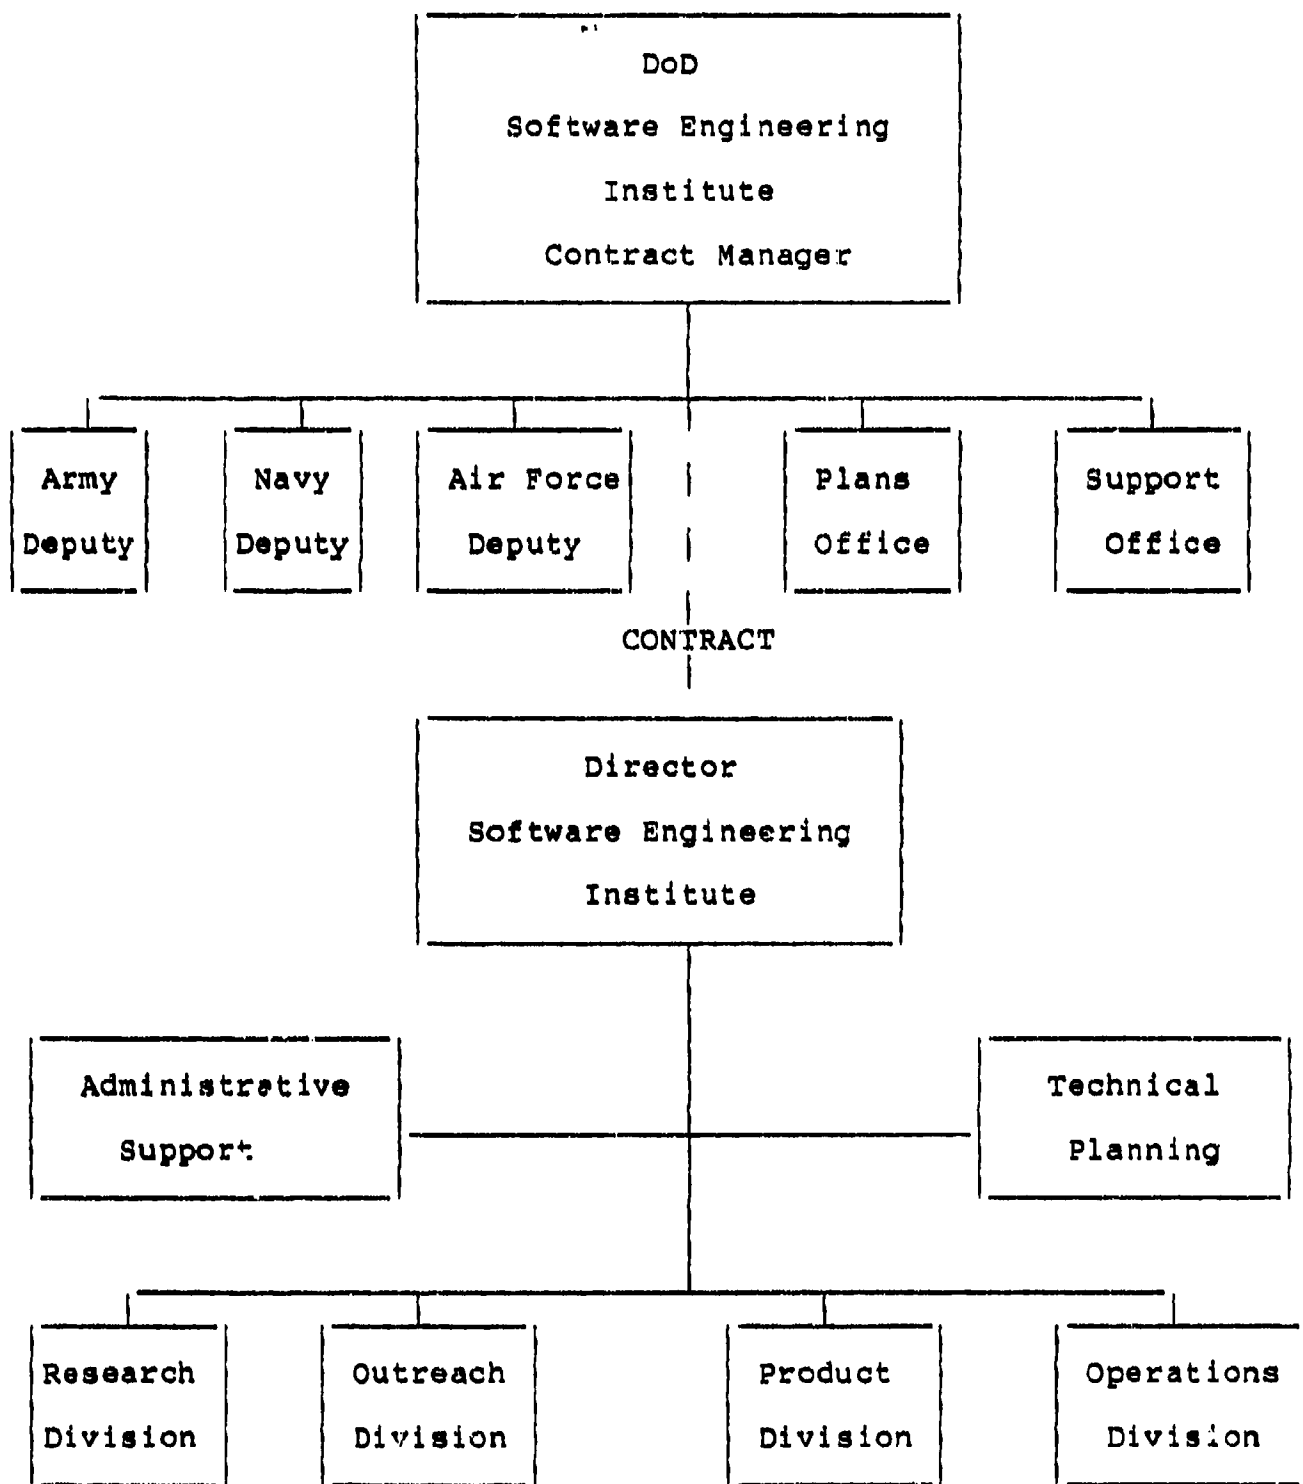 DoD
Software Engineering
Institute
Contract Manager
Army
Deputy
Navy
Deputy
Air Force
Deputy
Plans
Office
Support
Office
CONTRACT
Director
Software Engineering
Institute
Administrative
Support
Technical
Planning
Research
Division
Outreach
Division
Product
Division
Operations
Division